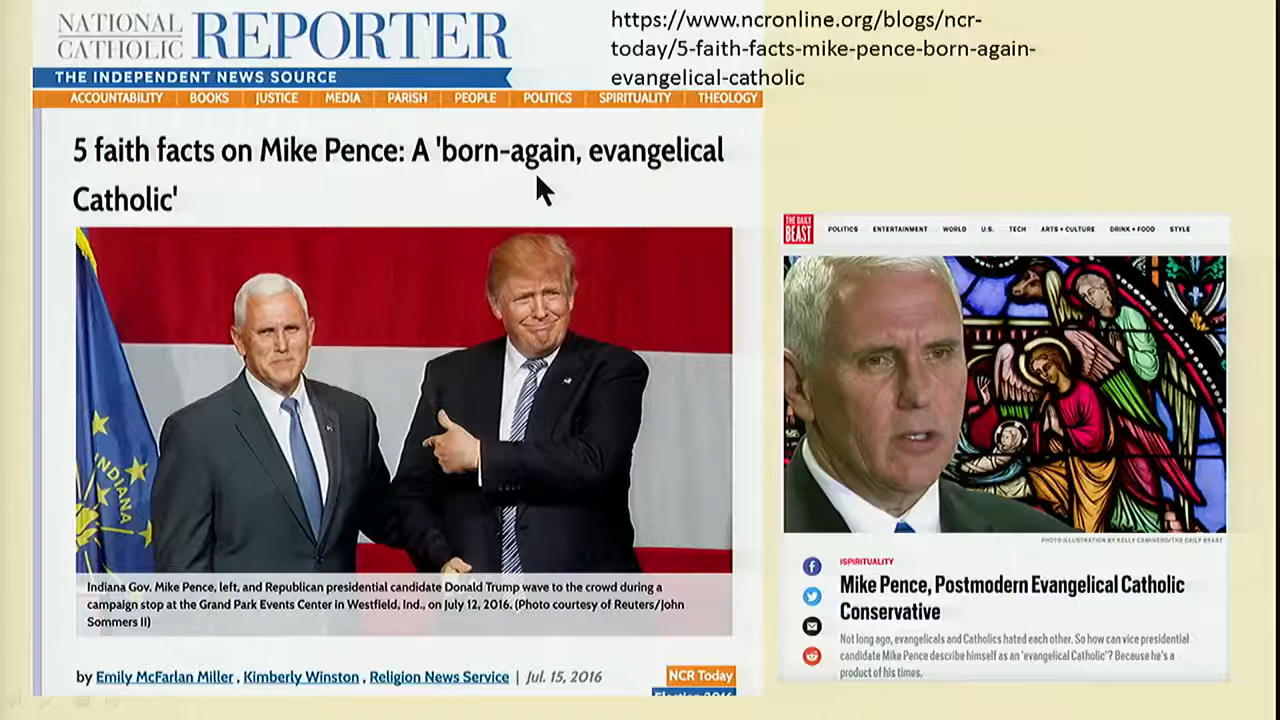 NATIONAL
CATHOLIC
REPORTER
THE INDEPENDENT NEWS SOURCE
ACCOUNTABILITY BOOKS JUSTICE MEDIA PARISH PEOPLE POLITICS SPIRITUALITY THEOLOGY
https://www.ncronline.org/blogs/ncr-
today/5-faith-facts-mike-pence-born-again-
evangelical-catholic
5 faith facts on Mike Pence: A 'born-again, evangelical
Catholic'
INDIANA
Indiana Gov. Mike Pence, left, and Republican presidential candidate Donald Trump wave to the crowd during a
campaign stop at the Grand Park Events Center in Westfield, Ind., on July 12, 2016. (Photo courtesy of Reuters/John
Sommers II)
by Emily McFarlan Miller , Kimberly Winston , Religion News Service | Jul. 15, 2016
NCR Today
Election 2016
THE DAILY
BEAST
POLITICS ENTERTAINMENT WORLD U.S. TECH ARTS + CULTURE DRINK + FOOD STYLE
PHOTO ILLUSTRATION BY KELLY CAMINERO/THE DAILY BEAST
ISPIRITUALITY
Mike Pence, Postmodern Evangelical Catholic
Conservative
Not long ago, evangelicals and Catholics hated each other. So how can vice presidential
candidate Mike Pence describe himself as an 'evangelical Catholic'? Because he's a
product of his times.